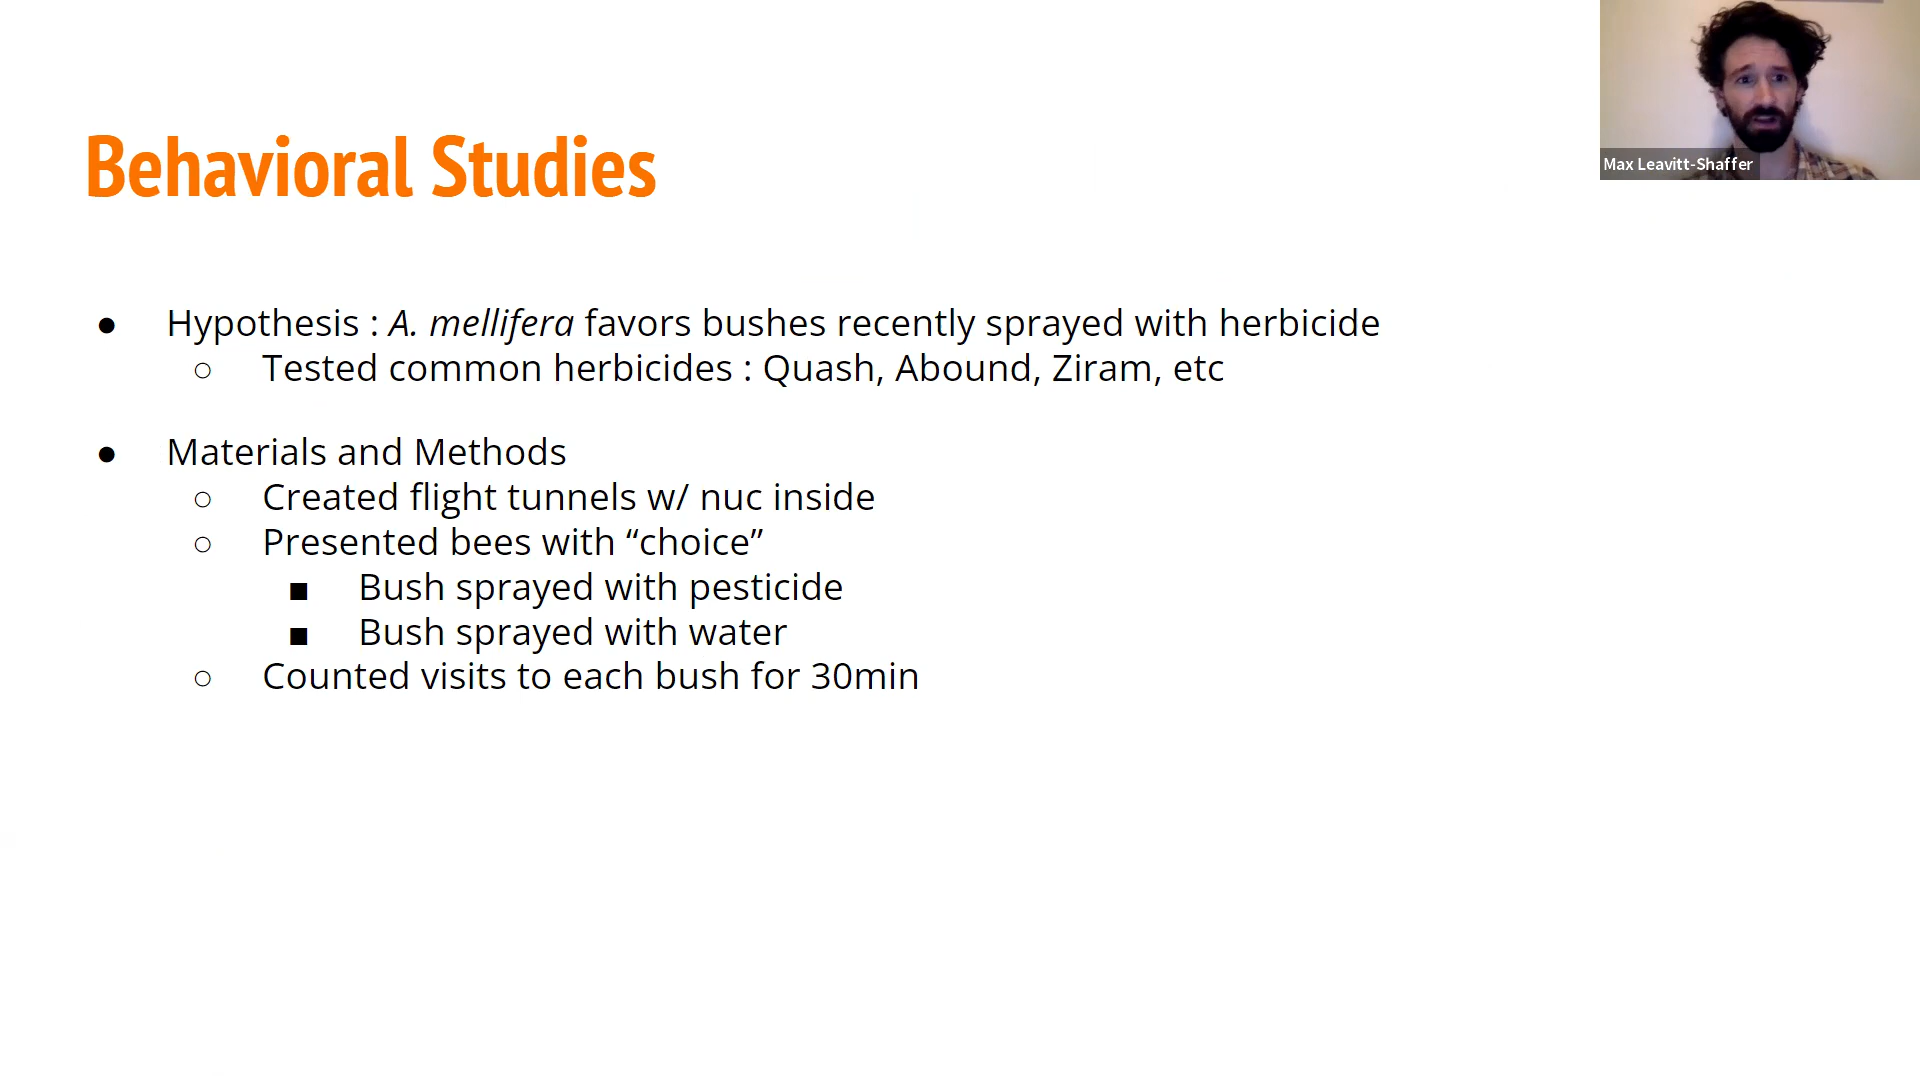 Max Leavitt-Shaffer
Behavioral Studies
● Hypothesis : A. mellifera favors bushes recently sprayed with herbicide
○ Tested common herbicides : Quash, Abound, Ziram, etc
● Materials and Methods
○ Created flight tunnels w/ nuc inside
○ Presented bees with “choice”
■ Bush sprayed with pesticide
■ Bush sprayed with water
○ Counted visits to each bush for 30min